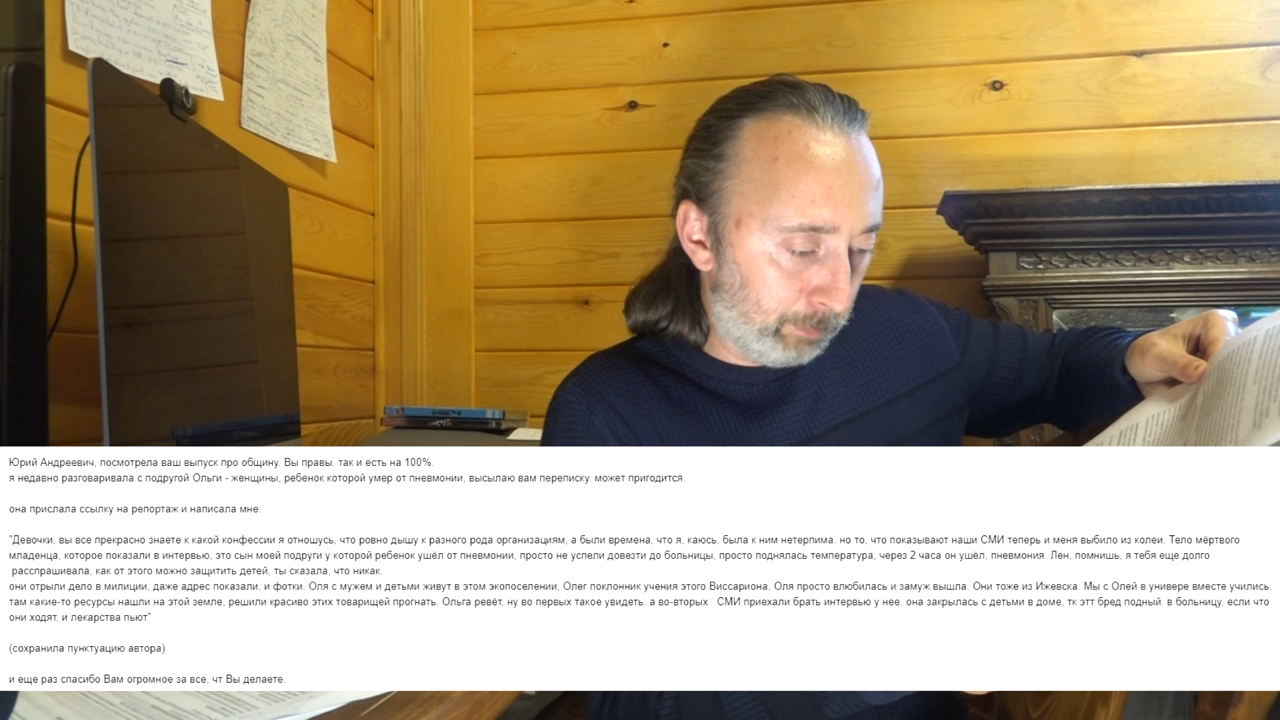 Юрий Андреевич, посмотрела ваш выпуск про общину. Вы правы. так и есть на 100%.
я недавно разговаривала с подругой Ольги - женщины, ребенок которой умер от пневмонии, высылаю вам переписку. может пригодится.
она прислала ссылку на репортаж и написала мне:
"Девочки, вы все прекрасно знаете к какой конфессии я отношусь, что ровно дышу к разного рода организациям, а были времена, что я, каюсь, была к ним нетерпима. но то, что показывают наши СМИ теперь и меня выбило из колеи. Тело мёртвого
младенца, которое показали в интервью, это сын моей подруги у которой ребенок ушёл от пневмонии, просто не успели довезти до больницы, просто поднялась температура, через 2 часа он ушёл, пневмония. Лен, помнишь, я тебя еще долго
расспрашивала, как от этого можно защитить детей, ты сказала, что никак.
они отрыли дело в милиции, даже адрес показали, и фотки. Оля с мужем и детьми живут в этом экопоселении, Олег поклонник учения этого Виссариона, Оля просто влюбилась и замуж вышла. Они тоже из Ижевска. Мы с Олей в универе вместе учились.
там какие-то ресурсы нашли на этой земле, решили красиво этих товарищей прогнать. Ольга ревёт, ну во первых такое увидеть. а во-вторых СМИ приехали брать интервью у нее. она закрылась с детьми в доме, тк этт бред подный. в больницу, если что
они ходят, и лекарства пьют"
(сохранила пунктуацию автора)
и еще раз спасибо Вам огромное за все, чт Вы делаете.